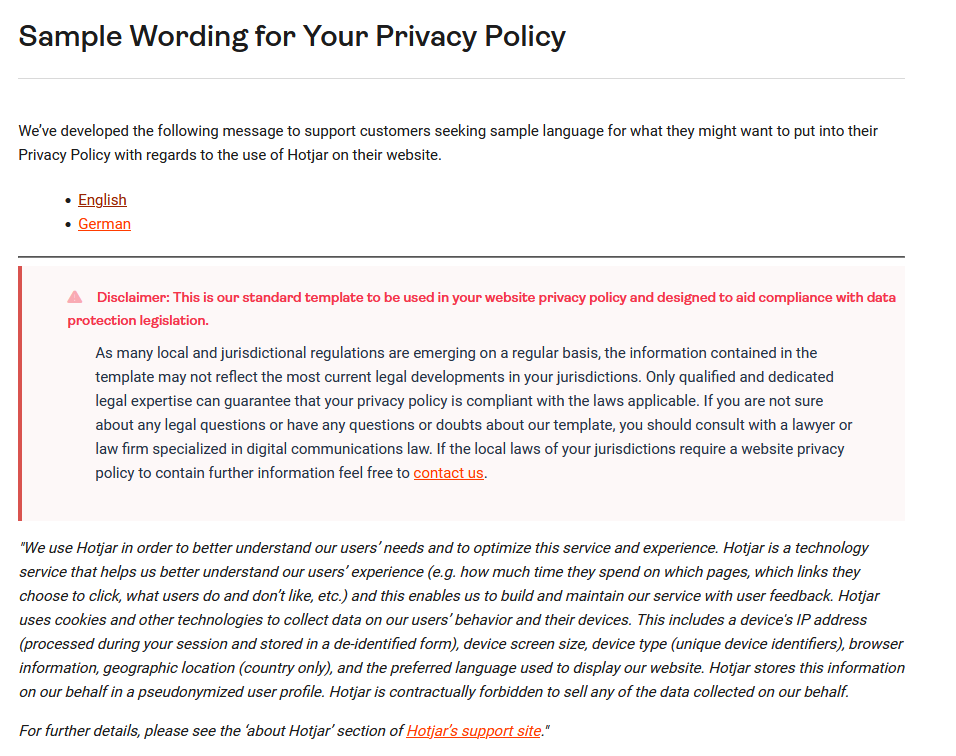 Sample Wording for Your Privacy Policy
We’ve developed the following message to support customers seeking sample language for what they might want to put into their
Privacy Policy with regards to the use of Hotjar on their website.
• English
• German
Disclaimer: This is our standard template to be used in your website privacy policy and designed to aid compliance with data
protection legislation.
As many local and jurisdictional regulations are emerging on a regular basis, the information contained in the
template may not reflect the most current legal developments in your jurisdictions. Only qualified and dedicated
legal expertise can guarantee that your privacy policy is compliant with the laws applicable. If you are not sure
about any legal questions or have any questions or doubts about our template, you should consult with a lawyer or
law firm specialized in digital communications law. If the local laws of your jurisdictions require a website privacy
policy to contain further information feel free to contact us.
"We use Hotjar in order to better understand our users’ needs and to optimize this service and experience. Hotjar is a technology
service that helps us better understand our users’ experience (e.g. how much time they spend on which pages, which links they
choose to click, what users do and don’t like, etc.) and this enables us to build and maintain our service with user feedback. Hotjar
uses cookies and other technologies to collect data on our users’ behavior and their devices. This includes a device's IP address
(processed during your session and stored in a de-identified form), device screen size, device type (unique device identifiers), browser
information, geographic location (country only), and the preferred language used to display our website. Hotjar stores this information
on our behalf in a pseudonymized user profile. Hotjar is contractually forbidden to sell any of the data collected on our behalf.
For further details, please see the ‘about Hotjar’ section of Hotjar’s support site."